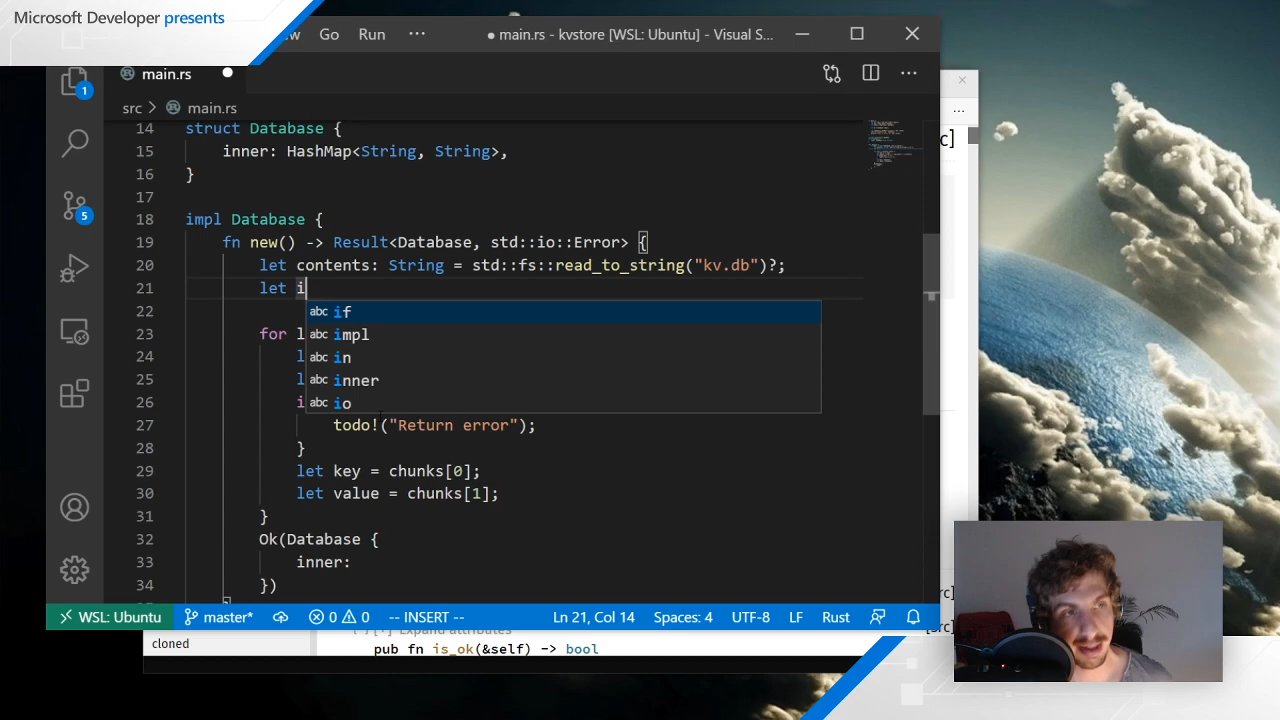 Microsoft Developer presents
ew Go Run ···
● main.rs - kvstore [WSL: Ubuntu] - Visual S...
main.rs
src > main.rs
14 struct Database {
15 inner: HashMap<String, String>,
16 }
17
18 impl Database {
19 fn new() -> Result<Database, std::io::Error> {
20 let contents: String = std::fs::read_to_string("kv.db")?;
21 let i
abc if
22
abc impl
23 for l
abc in
24 l
abc inner
25 l
abc io
26 i
27 todo!("Return error");
28 }
29 let key = chunks[0];
30 let value = chunks[1];
31 }
32 Ok(Database {
33 inner:
34 })
1
5
WSL: Ubuntu master* 0 0 -- INSERT -- Ln 21, Col 14 Spaces: 4 UTF-8 LF Rust
c]
[src]
[src]
cloned
[-] [+] Expand attributes
pub fn is_ok(&self) -> bool